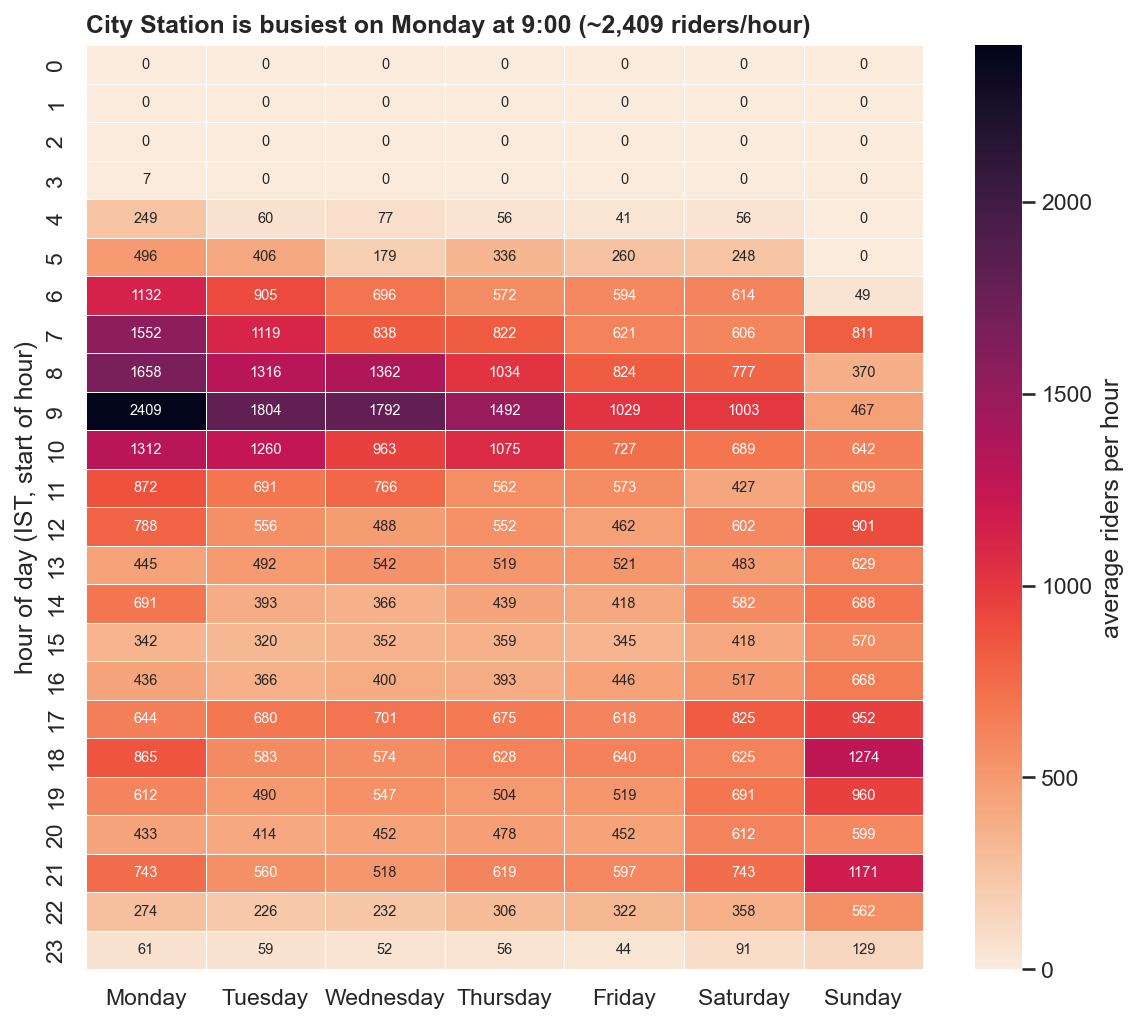 City Station is busiest on Monday at 9:00 (~2,409 riders/hour)
hour of day (IST, start of hour)
0 0 0 0 0 0 0 0
1 0 0 0 0 0 0 0
2 0 0 0 0 0 0 0
3 7 0 0 0 0 0 0
4 249 60 77 56 41 56 0
5 496 406 179 336 260 248 0
6 1132 905 696 572 594 614 49
7 1552 1119 838 822 621 606 811
8 1658 1316 1362 1034 824 777 370
9 2409 1804 1792 1492 1029 1003 467
10 1312 1260 963 1075 727 689 642
11 872 691 766 562 573 427 609
12 788 556 488 552 462 602 901
13 445 492 542 519 521 483 629
14 691 393 366 439 418 582 688
15 342 320 352 359 345 418 570
16 436 366 400 393 446 517 668
17 644 680 701 675 618 825 952
18 865 583 574 628 640 625 1274
19 612 490 547 504 519 691 960
20 433 414 452 478 452 612 599
21 743 560 518 619 597 743 1171
22 274 226 232 306 322 358 562
23 61 59 52 56 44 91 129
Monday Tuesday Wednesday Thursday Friday Saturday Sunday
2000
1500
1000
500
0
average riders per hour